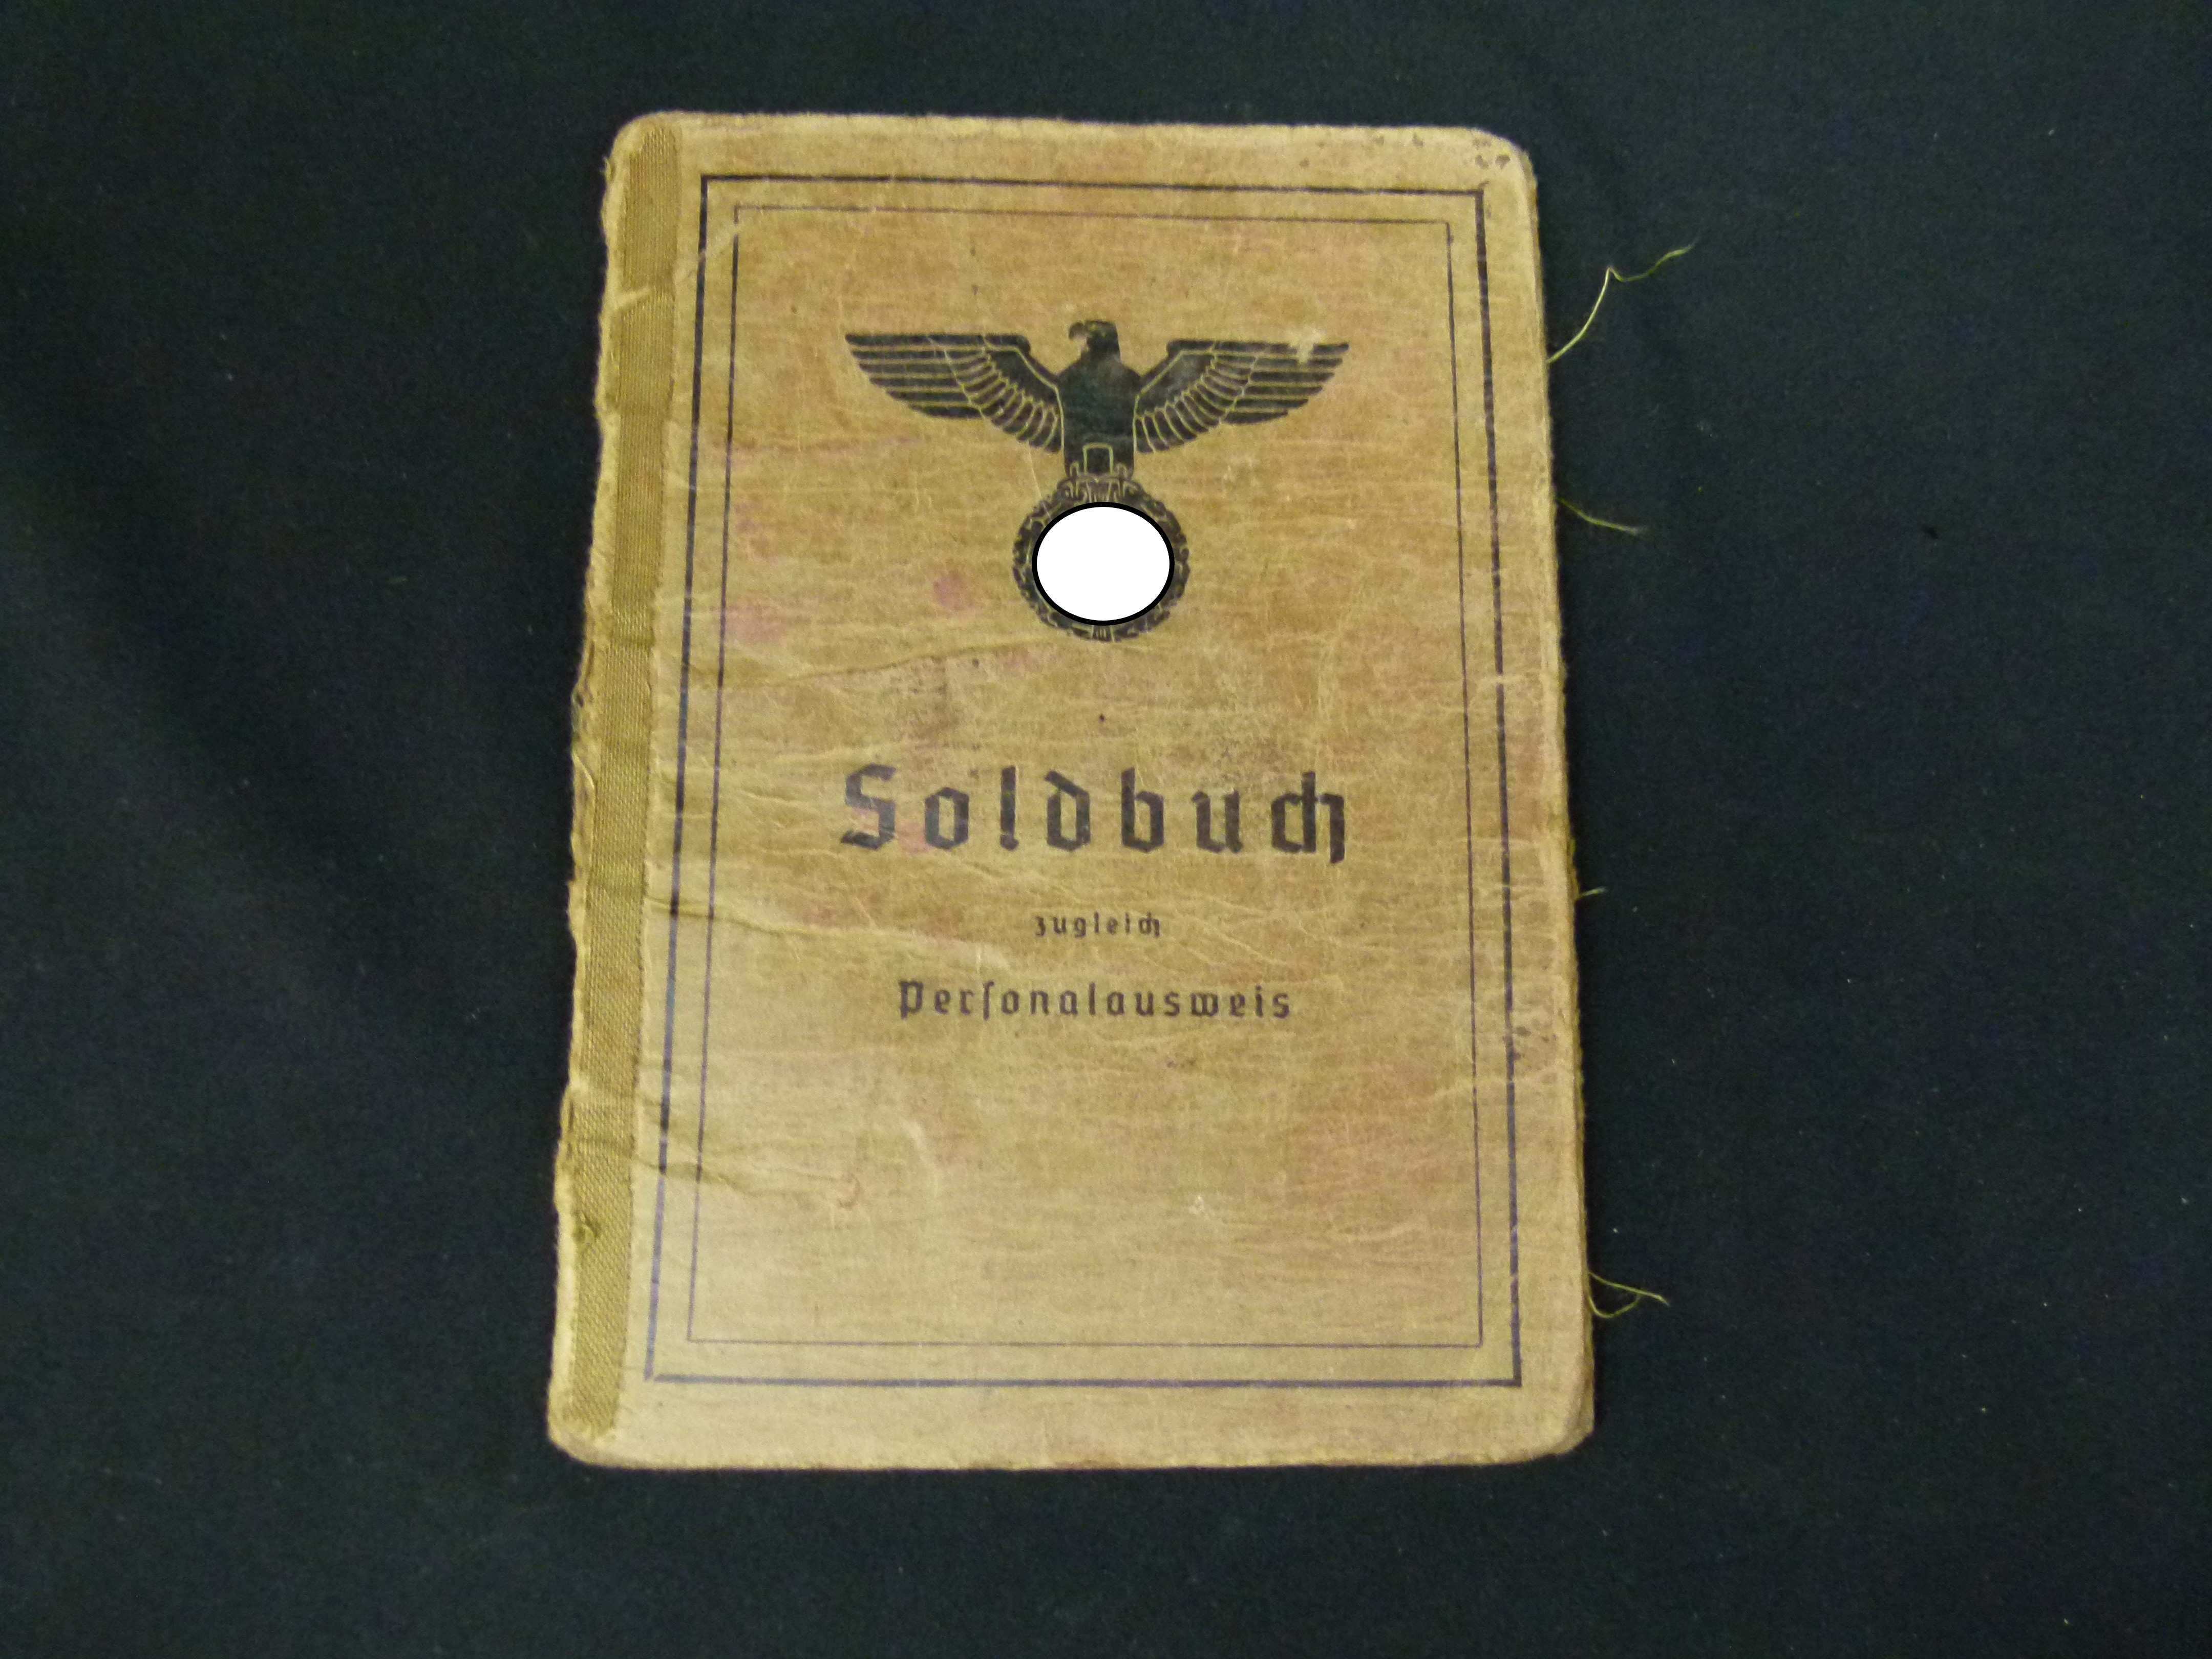 Soldbuch
zugleich
Perſonalausweis